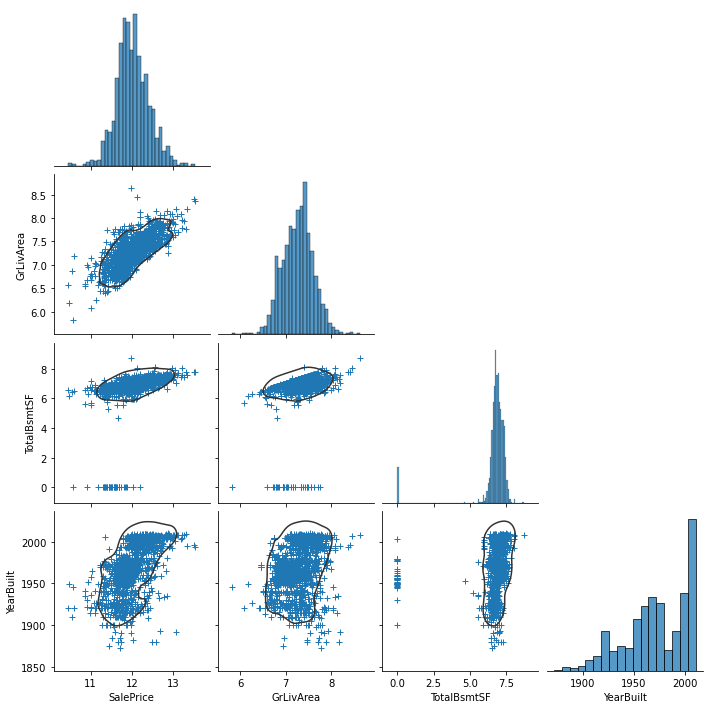 8.5
8.0
7.5
7.0
6.5
6.0
GrLivArea
8
6
4
2
0
TotalBsmtSF
2000
1950
1900
1850
YearBuilt
11 12 13
SalePrice
6 7 8
GrLivArea
0.0 2.5 5.0 7.5
TotalBsmtSF
1900 1950 2000
YearBuilt